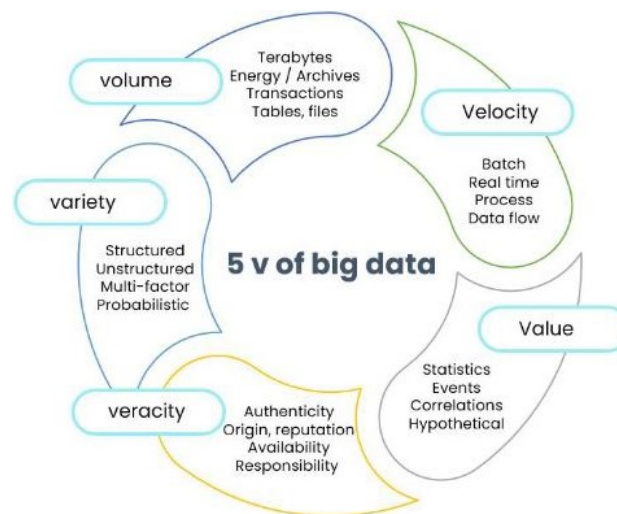 volume
Terabytes
Energy / Archives
Transactions
Tables, files
Velocity
Batch
Real time
Process
Data flow
variety
Structured
Unstructured
Multi-factor
Probabilistic
5 v of big data
Value
Statistics
Events
Correlations
Hypothetical
veracity
Authenticity
Origin, reputation
Availability
Responsibility